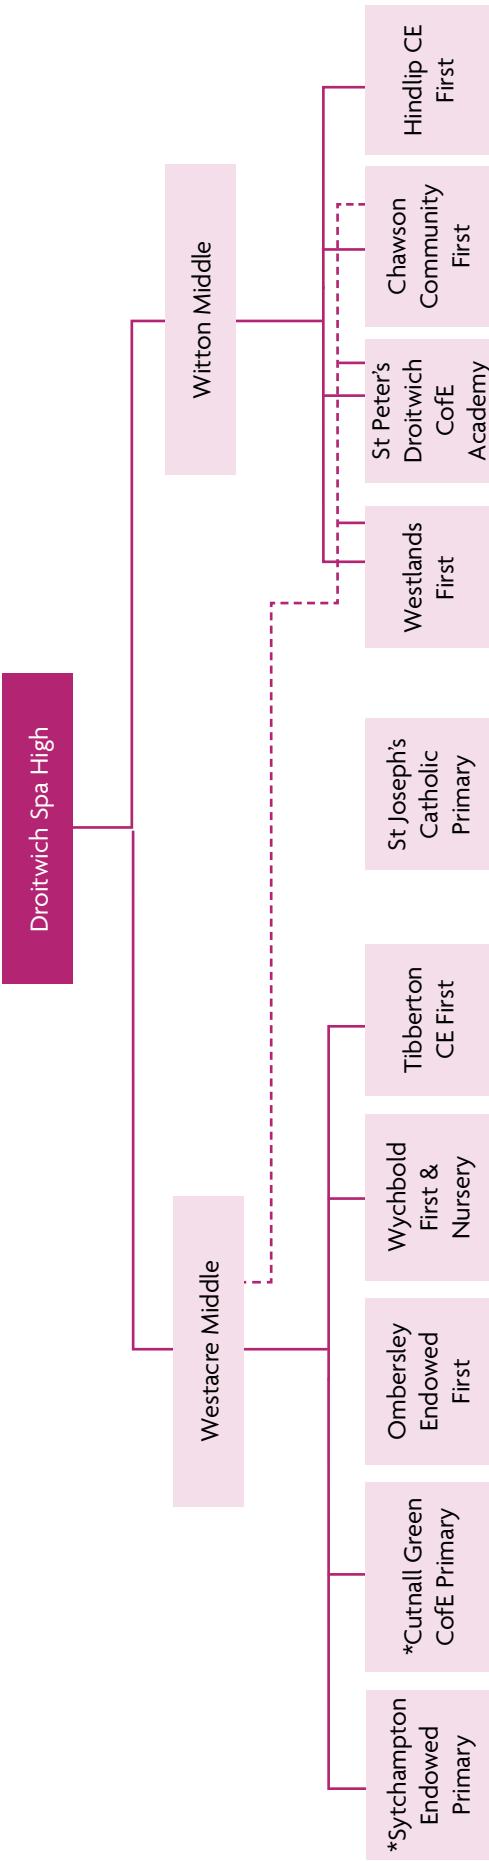 Droitwich Spa High
Westacre Middle
Witton Middle
*Sytchampton
Endowed
Primary
*Cutnall Green
CofE Primary
Ombersley
Endowed
First
Wychbold
First &
Nursery
Tibberton
CE First
St Joseph's
Catholic
Primary
Westlands
First
St Peter's
Droitwich
CofE
Academy
Chawson
Community
First
Hindlip CE
First